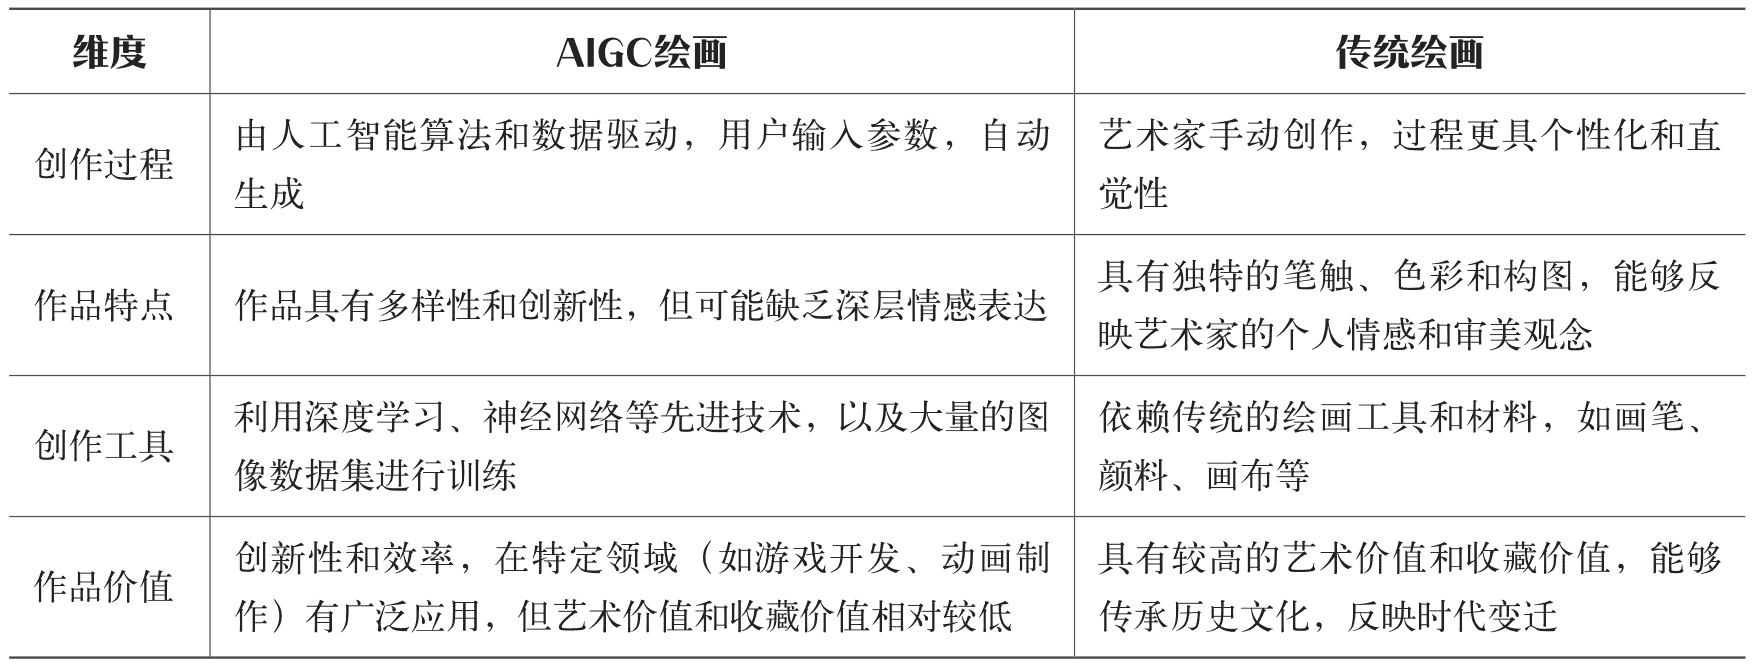 维度 AIGC绘画 传统绘画
创作过程
由人工智能算法和数据�动，用户输入参数，自动
生成
艺术家手动创作，过程更具个性化和直
觉性
作品特点
作品具有多样性和创新性，但可能缺乏深层情感表达
具有独特的笔触、色彩和构图，能够反
映艺术家的个人情感和审美观念
创作工具
利用深度学习、神经网络等先进技术，以及大量的图
像数据集进行训练
依赖传统的绘画工具和材料，如画笔、
颜料、画布等
作品价值
创新性和效率，在特定领域（如游戏开发、动画制
作）有广泛应用，但艺术价值和收藏价值相对较低
具有较高的艺术价值和收藏价值，能够
传承历史文化，反映时代变迁